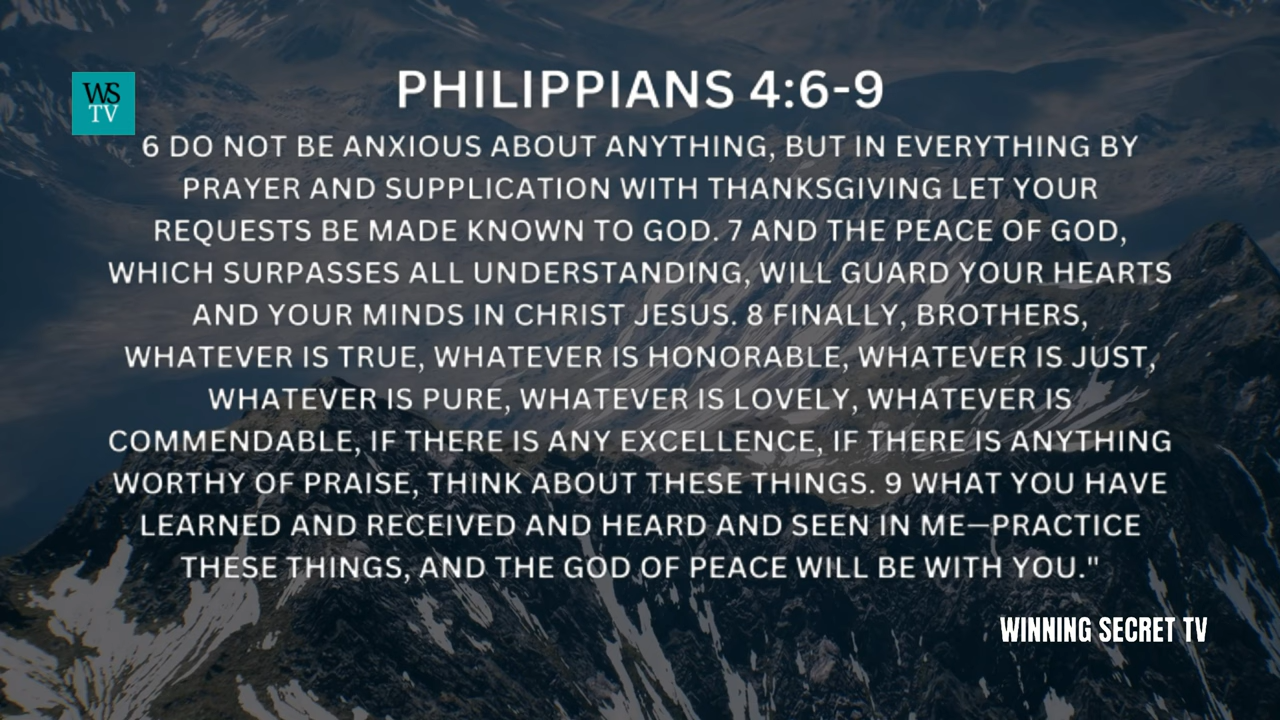 WS
TV
PHILIPPIANS 4:6-9
6 DO NOT BE ANXIOUS ABOUT ANYTHING, BUT IN EVERYTHING BY
PRAYER AND SUPPLICATION WITH THANKSGIVING LET YOUR
REQUESTS BE MADE KNOWN TO GOD. 7 AND THE PEACE OF GOD,
WHICH SURPASSES ALL UNDERSTANDING, WILL GUARD YOUR HEARTS
AND YOUR MINDS IN CHRIST JESUS. 8 FINALLY, BROTHERS,
WHATEVER IS TRUE, WHATEVER IS HONORABLE, WHATEVER IS JUST,
WHATEVER IS PURE, WHATEVER IS LOVELY, WHATEVER IS
COMMENDABLE, IF THERE IS ANY EXCELLENCE, IF THERE IS ANYTHING
WORTHY OF PRAISE, THINK ABOUT THESE THINGS. 9 WHAT YOU HAVE
LEARNED AND RECEIVED AND HEARD AND SEEN IN ME—PRACTICE
THESE THINGS, AND THE GOD OF PEACE WILL BE WITH YOU."
WINNING SECRET TV